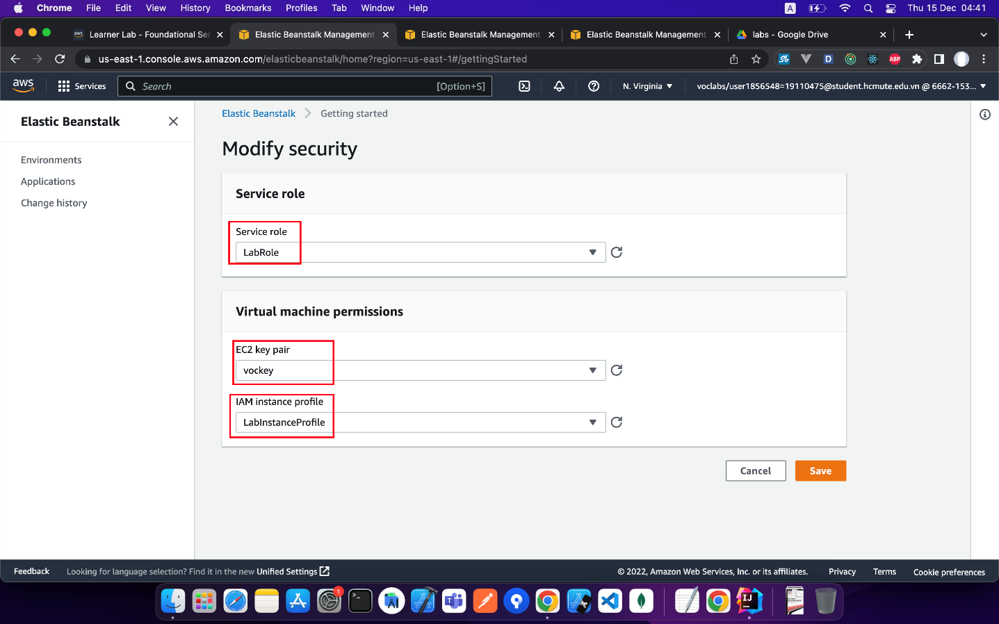 Chrome File Edit View History Bookmarks Profiles Tab Window Help A Thu 15 Dec 04:41
aws Learner Lab - Foundational Ser Elastic Beanstalk Management Elastic Beanstalk Management Elastic Beanstalk Management labs - Google Drive
us-east-1.console.aws.amazon.com/elasticbeanstalk/home?region=us-east-1#/gettingStarted D ABP
aws Services Search [Option+S] N. Virginia voclabs/user1856548=19110475@student.hcmute.edu.vn @ 6662-153...
Elastic Beanstalk
Environments
Applications
Change history
Elastic Beanstalk Getting started
Modify security
Service role
Service role
LabRole
Virtual machine permissions
EC2 key pair
vockey
IAM instance profile
LabInstanceProfile
Cancel Save
Feedback Looking for language selection? Find it in the new Unified Settings © 2022, Amazon Web Services, Inc. or its affiliates. Privacy Terms Cookie preferences
1
IJ